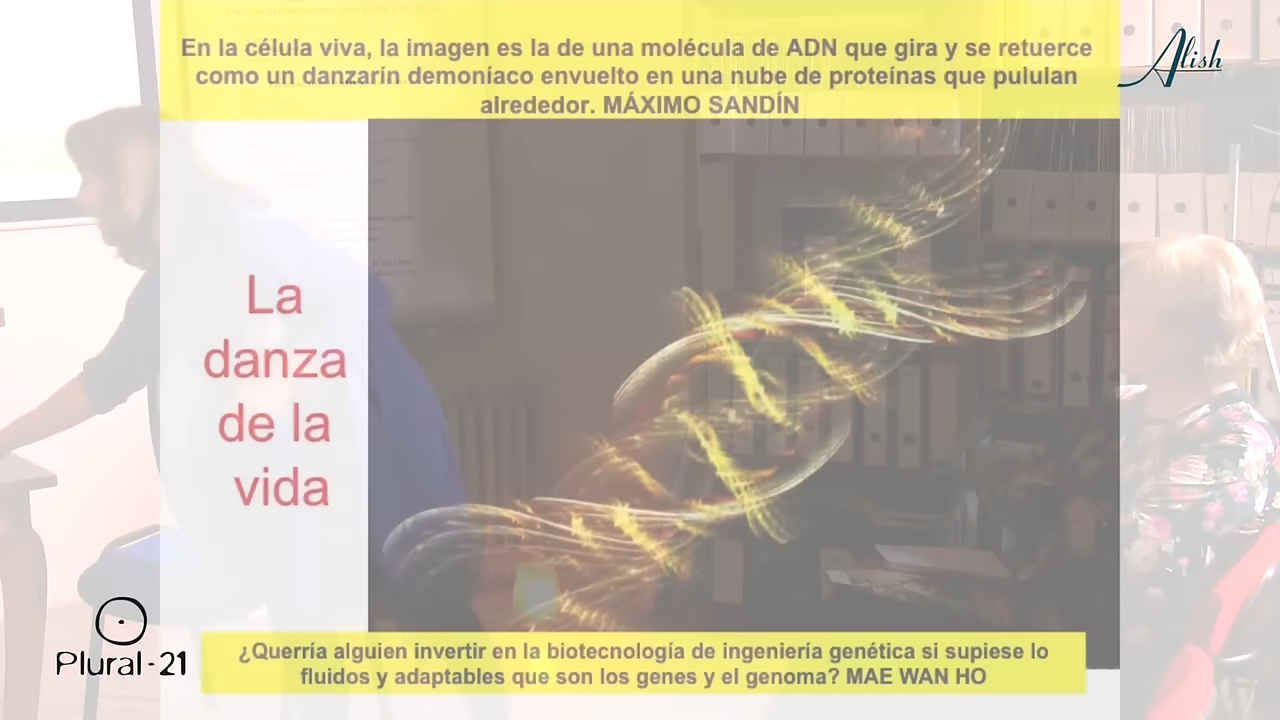 En la célula viva, la imagen es la de una molécula de ADN que gira y se retuerce
como un danzarín demoníaco envuelto en una nube de proteínas que pululan
alrededor. MÁXIMO SANDÍN
Alish
La
danza
de la
vida
Plural-21
¿Querría alguien invertir en la biotecnología de ingeniería genética si supiese lo
fluidos y adaptables que son los genes y el genoma? MAE WAN HO